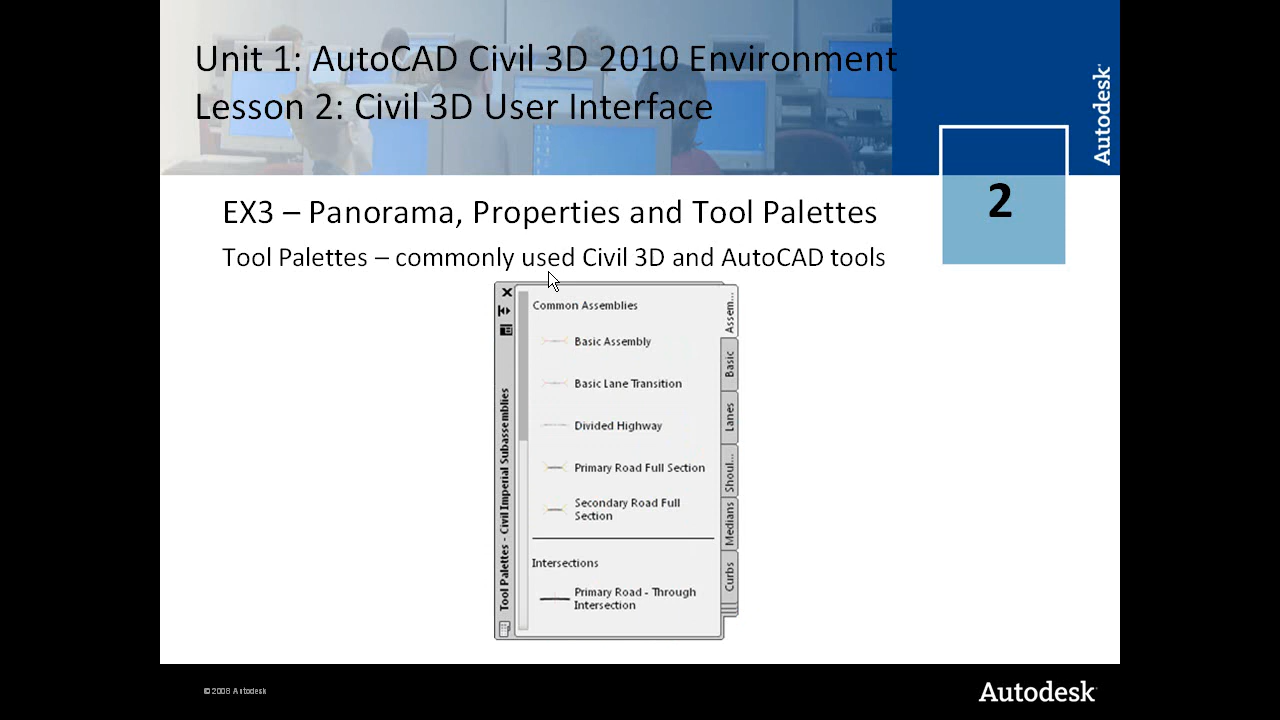 Unit 1: AutoCAD Civil 3D 2010 Environment
Lesson 2: Civil 3D User Interface
Autodesk®
2
EX3 – Panorama, Properties and Tool Palettes
Tool Palettes – commonly used Civil 3D and AutoCAD tools
Common Assemblies
Basic Assembly
Basic Lane Transition
Divided Highway
Primary Road Full Section
Secondary Road Full
Section
Intersections
Primary Road - Through
Intersection
Assem...
Basic
Lanes
Shoul...
Medians
Curbs
Tool Palettes - Civil Imperial Subassemblies
© 2008 Autodesk
Autodesk®